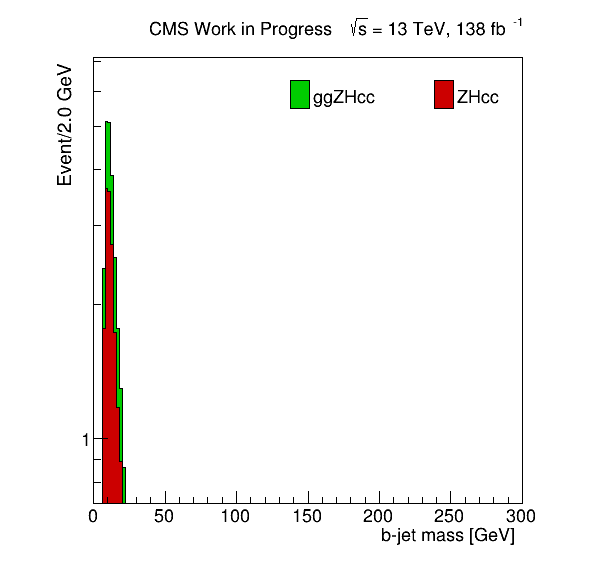 CMS Work in Progress √s = 13 TeV, 138 fb⁻¹
Event/2.0 GeV
ggZHcc ZHcc
1
0 50 100 150 200 250 300
b-jet mass [GeV]